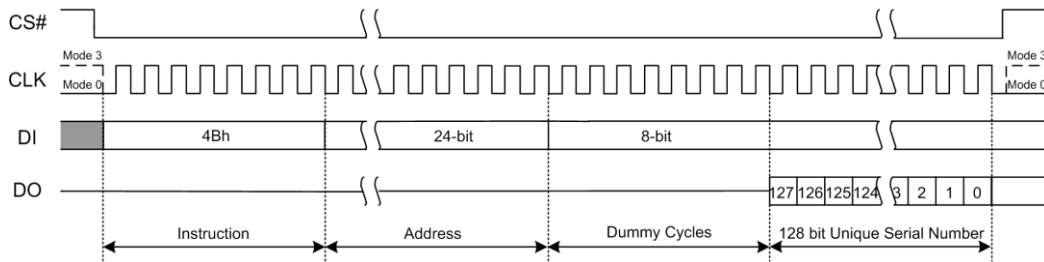 CS#
Mode 3
Mode 3
CLK
Mode 0
Mode 0
DI
4Bh
24-bit
8-bit
DO
127 126 125 124 3 2 1 0
Instruction
Address
Dummy Cycles
128 bit Unique Serial Number